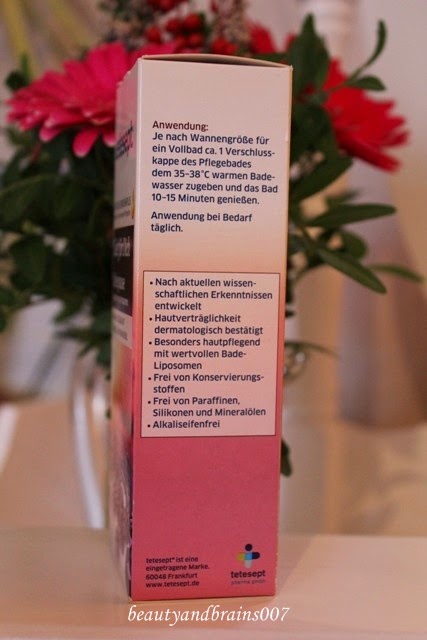 Anwendung:
Je nach Wannengröße für
ein Vollbad ca. 1 Verschluss-
kappe des Pflegebades
dem 35–38°C warmen Bade-
wasser zugeben und das Bad
10–15 Minuten genießen.
Anwendung bei Bedarf
täglich.
• Nach aktuellen wissen-
schaftlichen Erkenntnissen
entwickelt
• Hautverträglichkeit
dermatologisch bestätigt
• Besonders hautpflegend
mit wertvollen Bade-
Liposomen
• Frei von Konservierungs-
stoffen
• Frei von Paraffinen,
Silikonen und Mineralölen
• Alkaliseifenfrei
tetesept® ist eine
eingetragene Marke.
60048 Frankfurt
www.tetesept.de
tetesept
pharma gmbh
beautyandbrains007